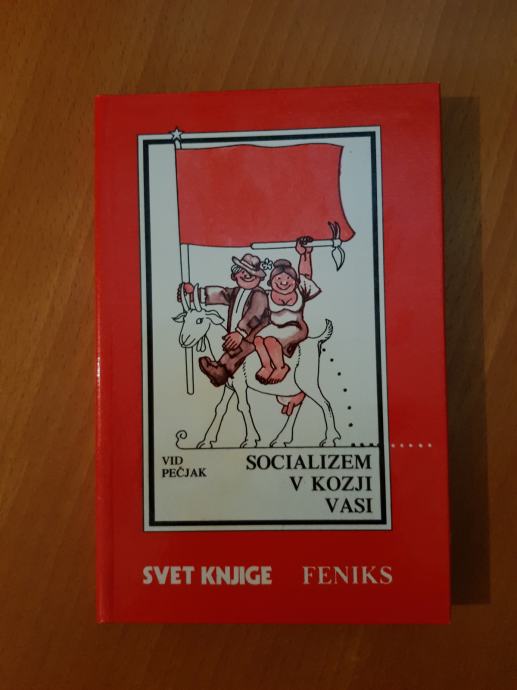 VID
PEČJAK
SOCIALIZEM
V KOZJI
VASI
SVET KNJIGE FENIKS